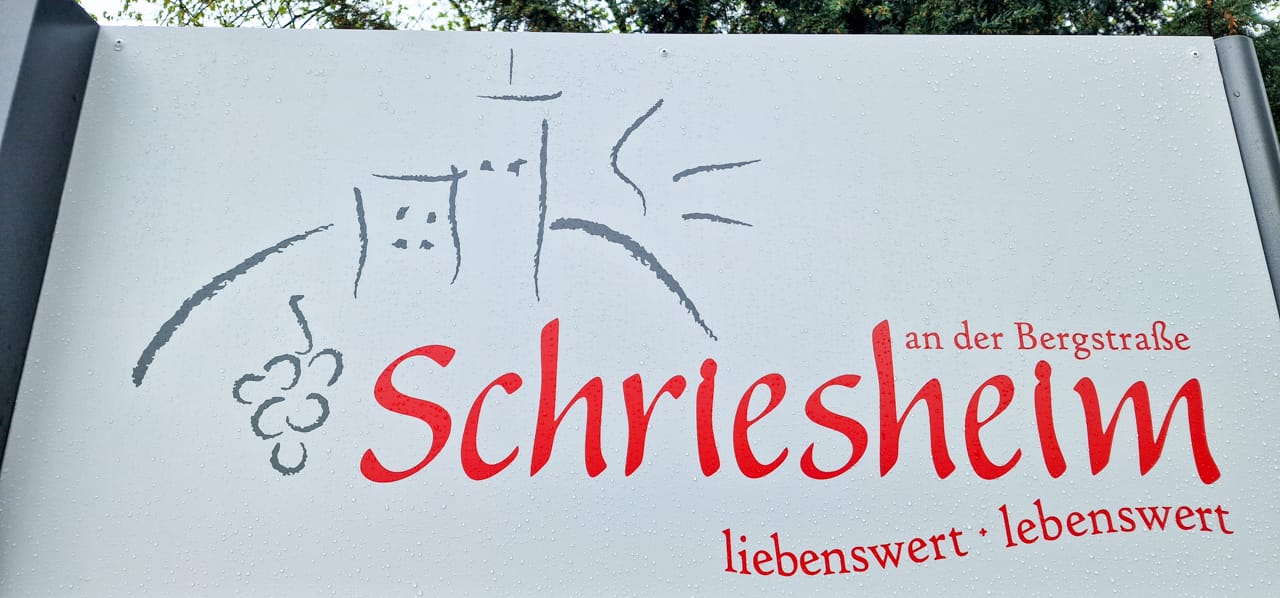 an der Bergstraße
Schriesheim
liebenswert · lebenswert